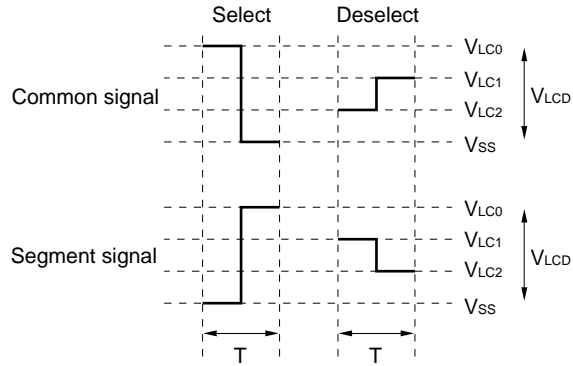 Select Deselect
VLC0
VLC1
Common signal
VLCD
VLC2
VSS
VLC0
VLC1
Segment signal
VLCD
VLC2
VSS
T T